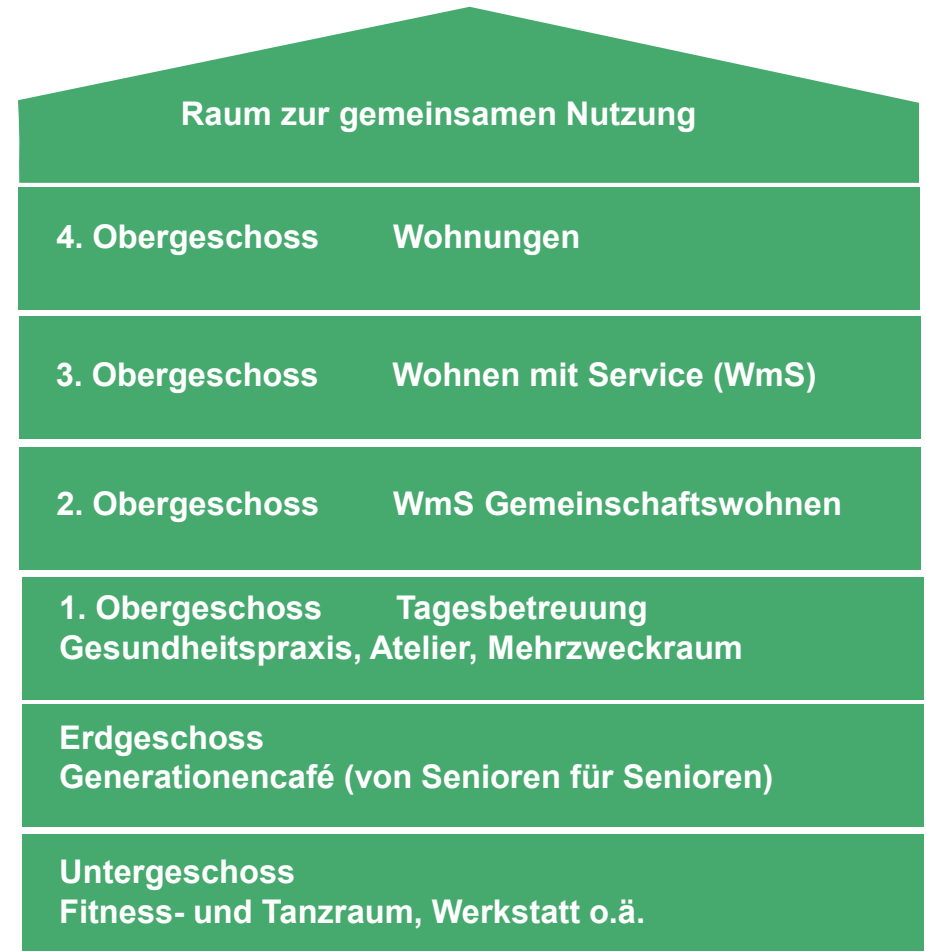 Raum zur gemeinsamen Nutzung
4. Obergeschoss Wohnungen
3. Obergeschoss Wohnen mit Service (WmS)
2. Obergeschoss WmS Gemeinschaftswohnen
1. Obergeschoss Tagesbetreuung
Gesundheitspraxis, Atelier, Mehrzweckraum
Erdgeschoss
Generationencafé (von Senioren für Senioren)
Untergeschoss
Fitness- und Tanzraum, Werkstatt o.ä.